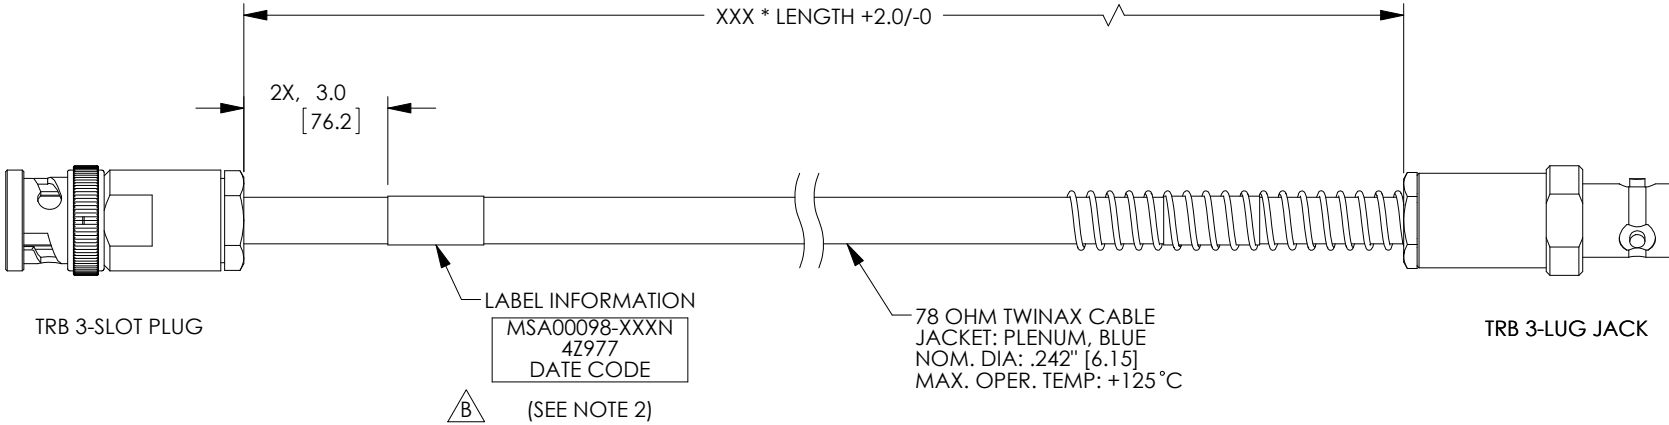 XXX * LENGTH +2.0/-0
2X, 3.0
[76.2]
H
LABEL INFORMATION
MSA00098-XXXN
4Z977
DATE CODE
B (SEE NOTE 2)
TRB 3-SLOT PLUG
78 OHM TWINAX CABLE
JACKET: PLENUM, BLUE
NOM. DIA: .242" [6.15]
MAX. OPER. TEMP: +125°C
TRB 3-LUG JACK